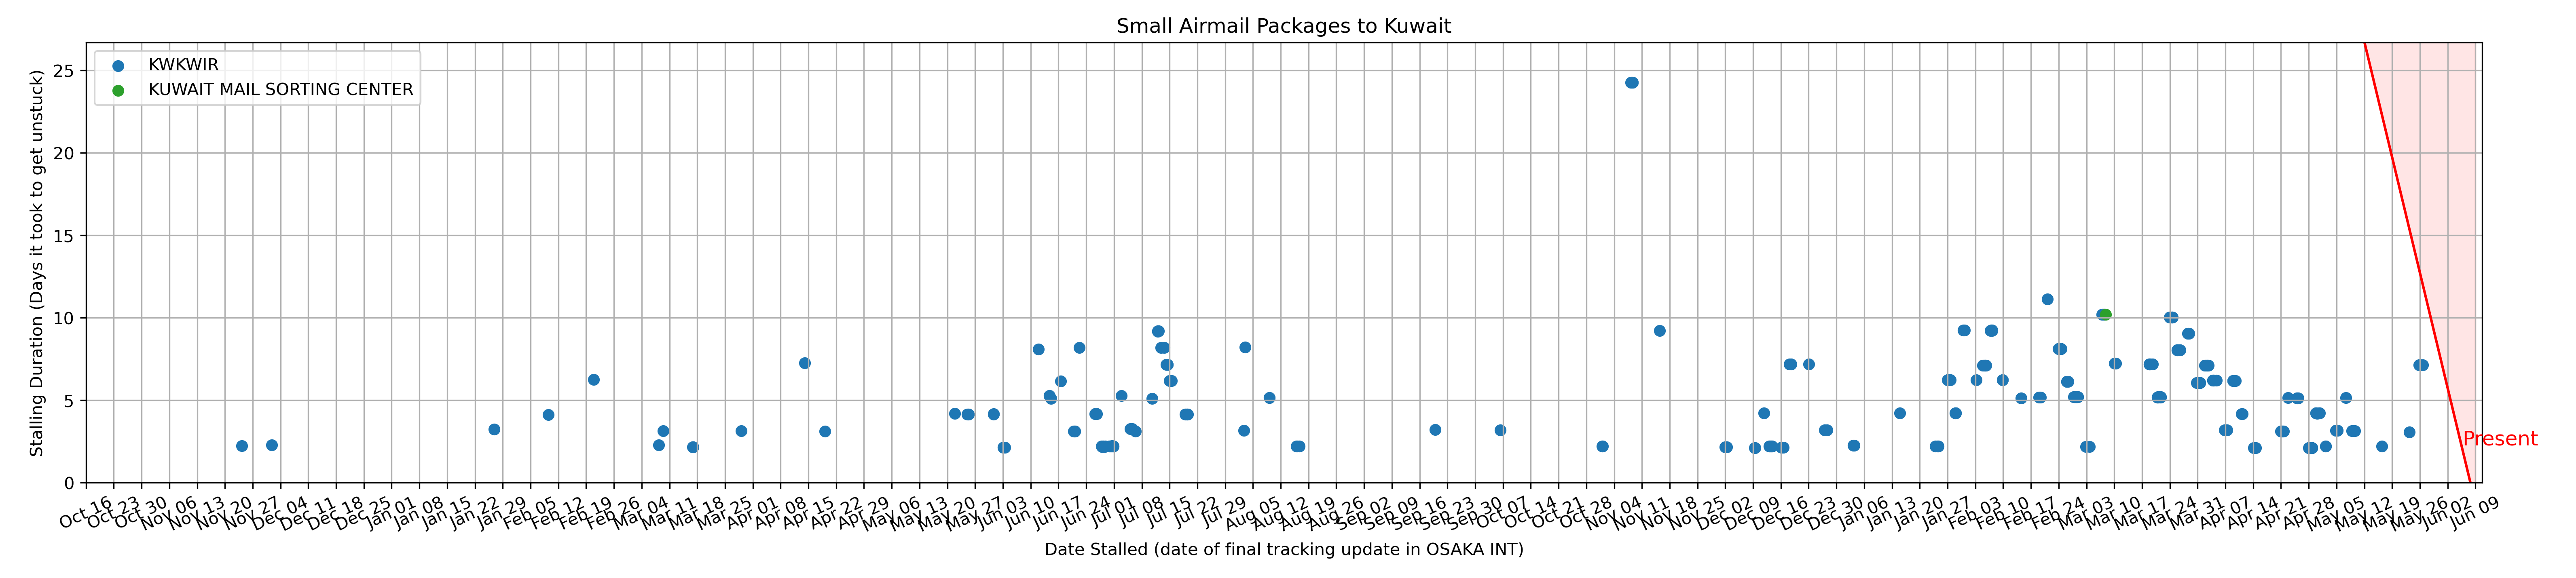 Small Airmail Packages to Kuwait
KWKWIR
KUWAIT MAIL SORTING CENTER
Stalling Duration (Days it took to get unstuck)
25
20
15
10
5
0
Present
Oct 16 Oct 23 Oct 30 Nov 06 Nov 13 Nov 20 Nov 27 Dec 04 Dec 11 Dec 18 Dec 25 Jan 01 Jan 08 Jan 15 Jan 22 Jan 29 Feb 05 Feb 12 Feb 19 Feb 26 Mar 04 Mar 11 Mar 18 Mar 25 Apr 01 Apr 08 Apr 15 Apr 22 Apr 29 May 06 May 13 May 20 May 27 Jun 03 Jun 10 Jun 17 Jun 24 Jul 01 Jul 08 Jul 15 Jul 22 Jul 29 Aug 05 Aug 12 Aug 19 Aug 26 Sep 02 Sep 09 Sep 16 Sep 23 Sep 30 Oct 07 Oct 14 Oct 21 Oct 28 Nov 04 Nov 11 Nov 18 Nov 25 Dec 02 Dec 09 Dec 16 Dec 23 Dec 30 Jan 06 Jan 13 Jan 20 Jan 27 Feb 03 Feb 10 Feb 17 Feb 24 Mar 03 Mar 10 Mar 17 Mar 24 Mar 31 Apr 07 Apr 14 Apr 21 Apr 28 May 05 May 12 May 19 May 26 Jun 02 Jun 09
Date Stalled (date of final tracking update in OSAKA INT)